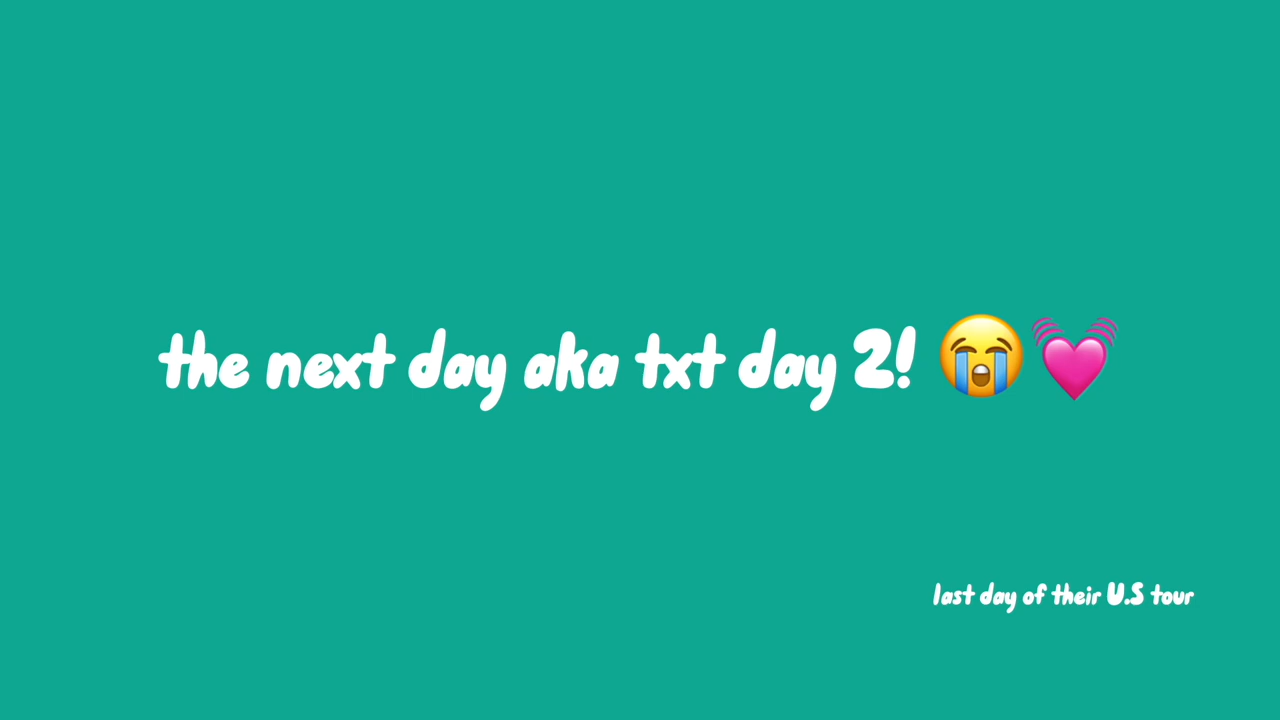 the next day aka txt day 2! 😭💓
last day of their U.S tour